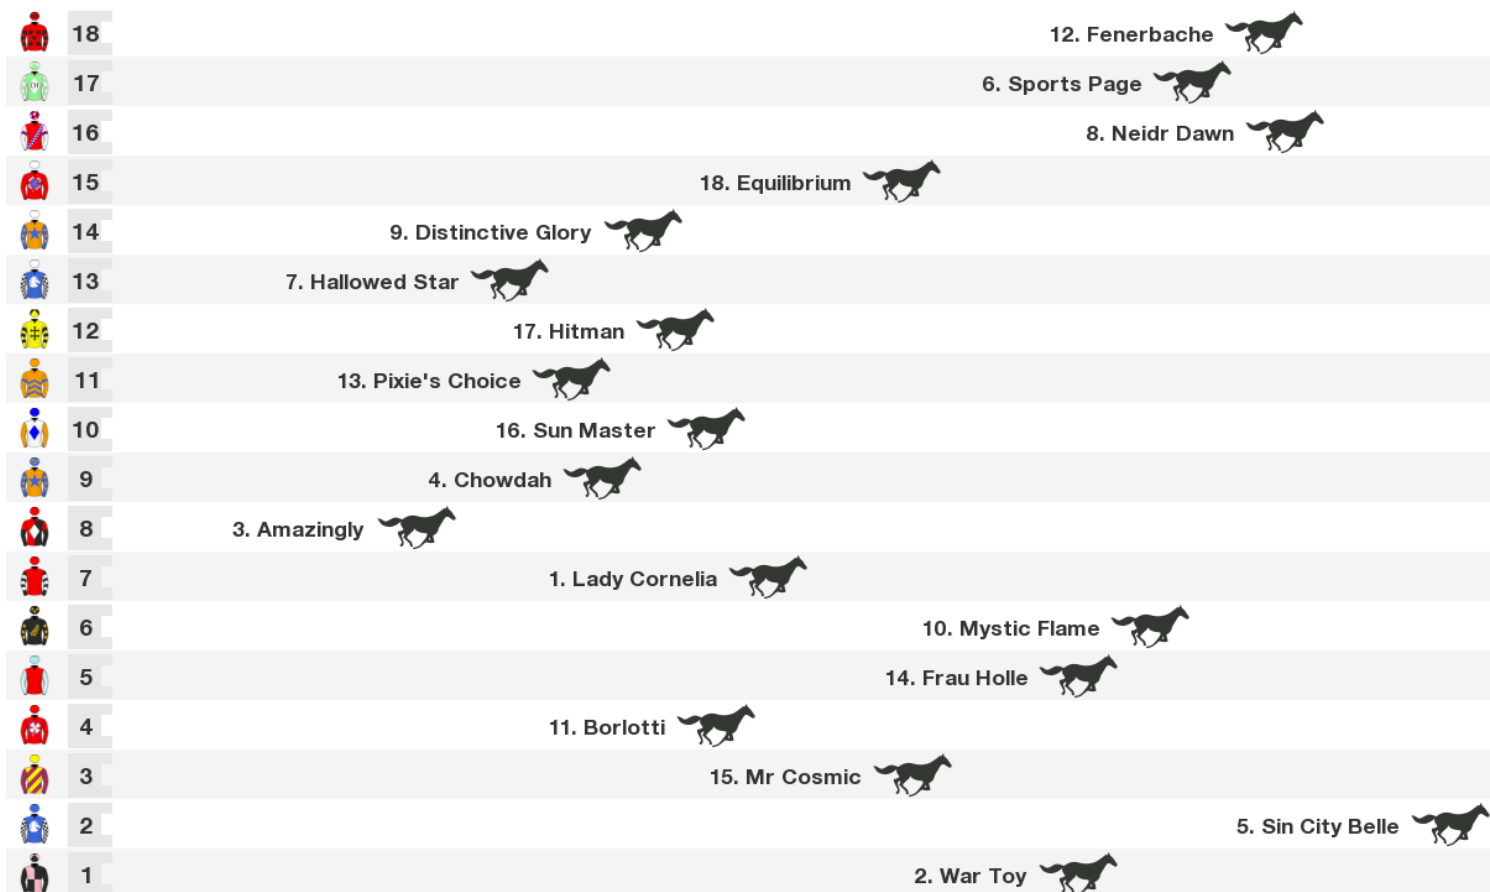 18 12. Fenerbache
17 6. Sports Page
16 8. Neidr Dawn
15 18. Equilibrium
14 9. Distinctive Glory
13 7. Hallowed Star
12 17. Hitman
11 13. Pixie's Choice
10 16. Sun Master
9 4. Chowdah
8 3. Amazingly
7 1. Lady Cornelia
6 10. Mystic Flame
5 14. Frau Holle
4 11. Borlotti
3 15. Mr Cosmic
2 5. Sin City Belle
1 2. War Toy